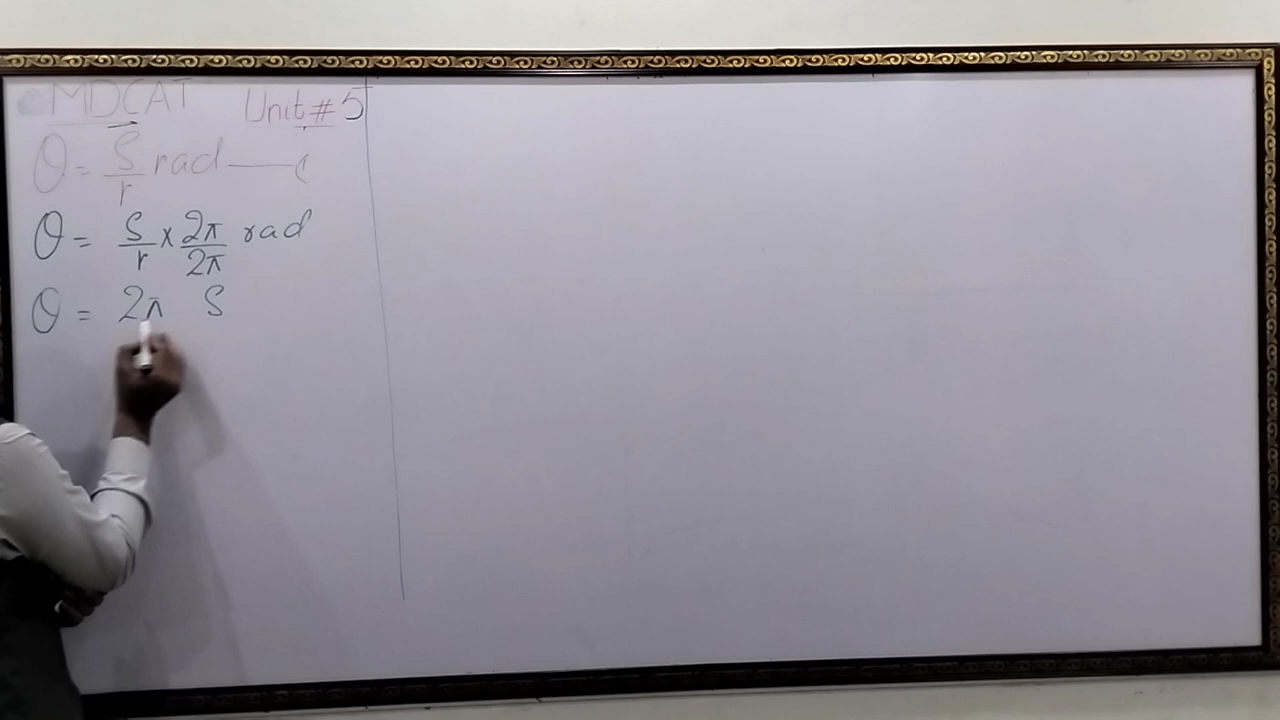 MDCAT Unit # 5
θ = S/r rad —— (
θ = S/r × 2π/2π rad
θ = 2π S